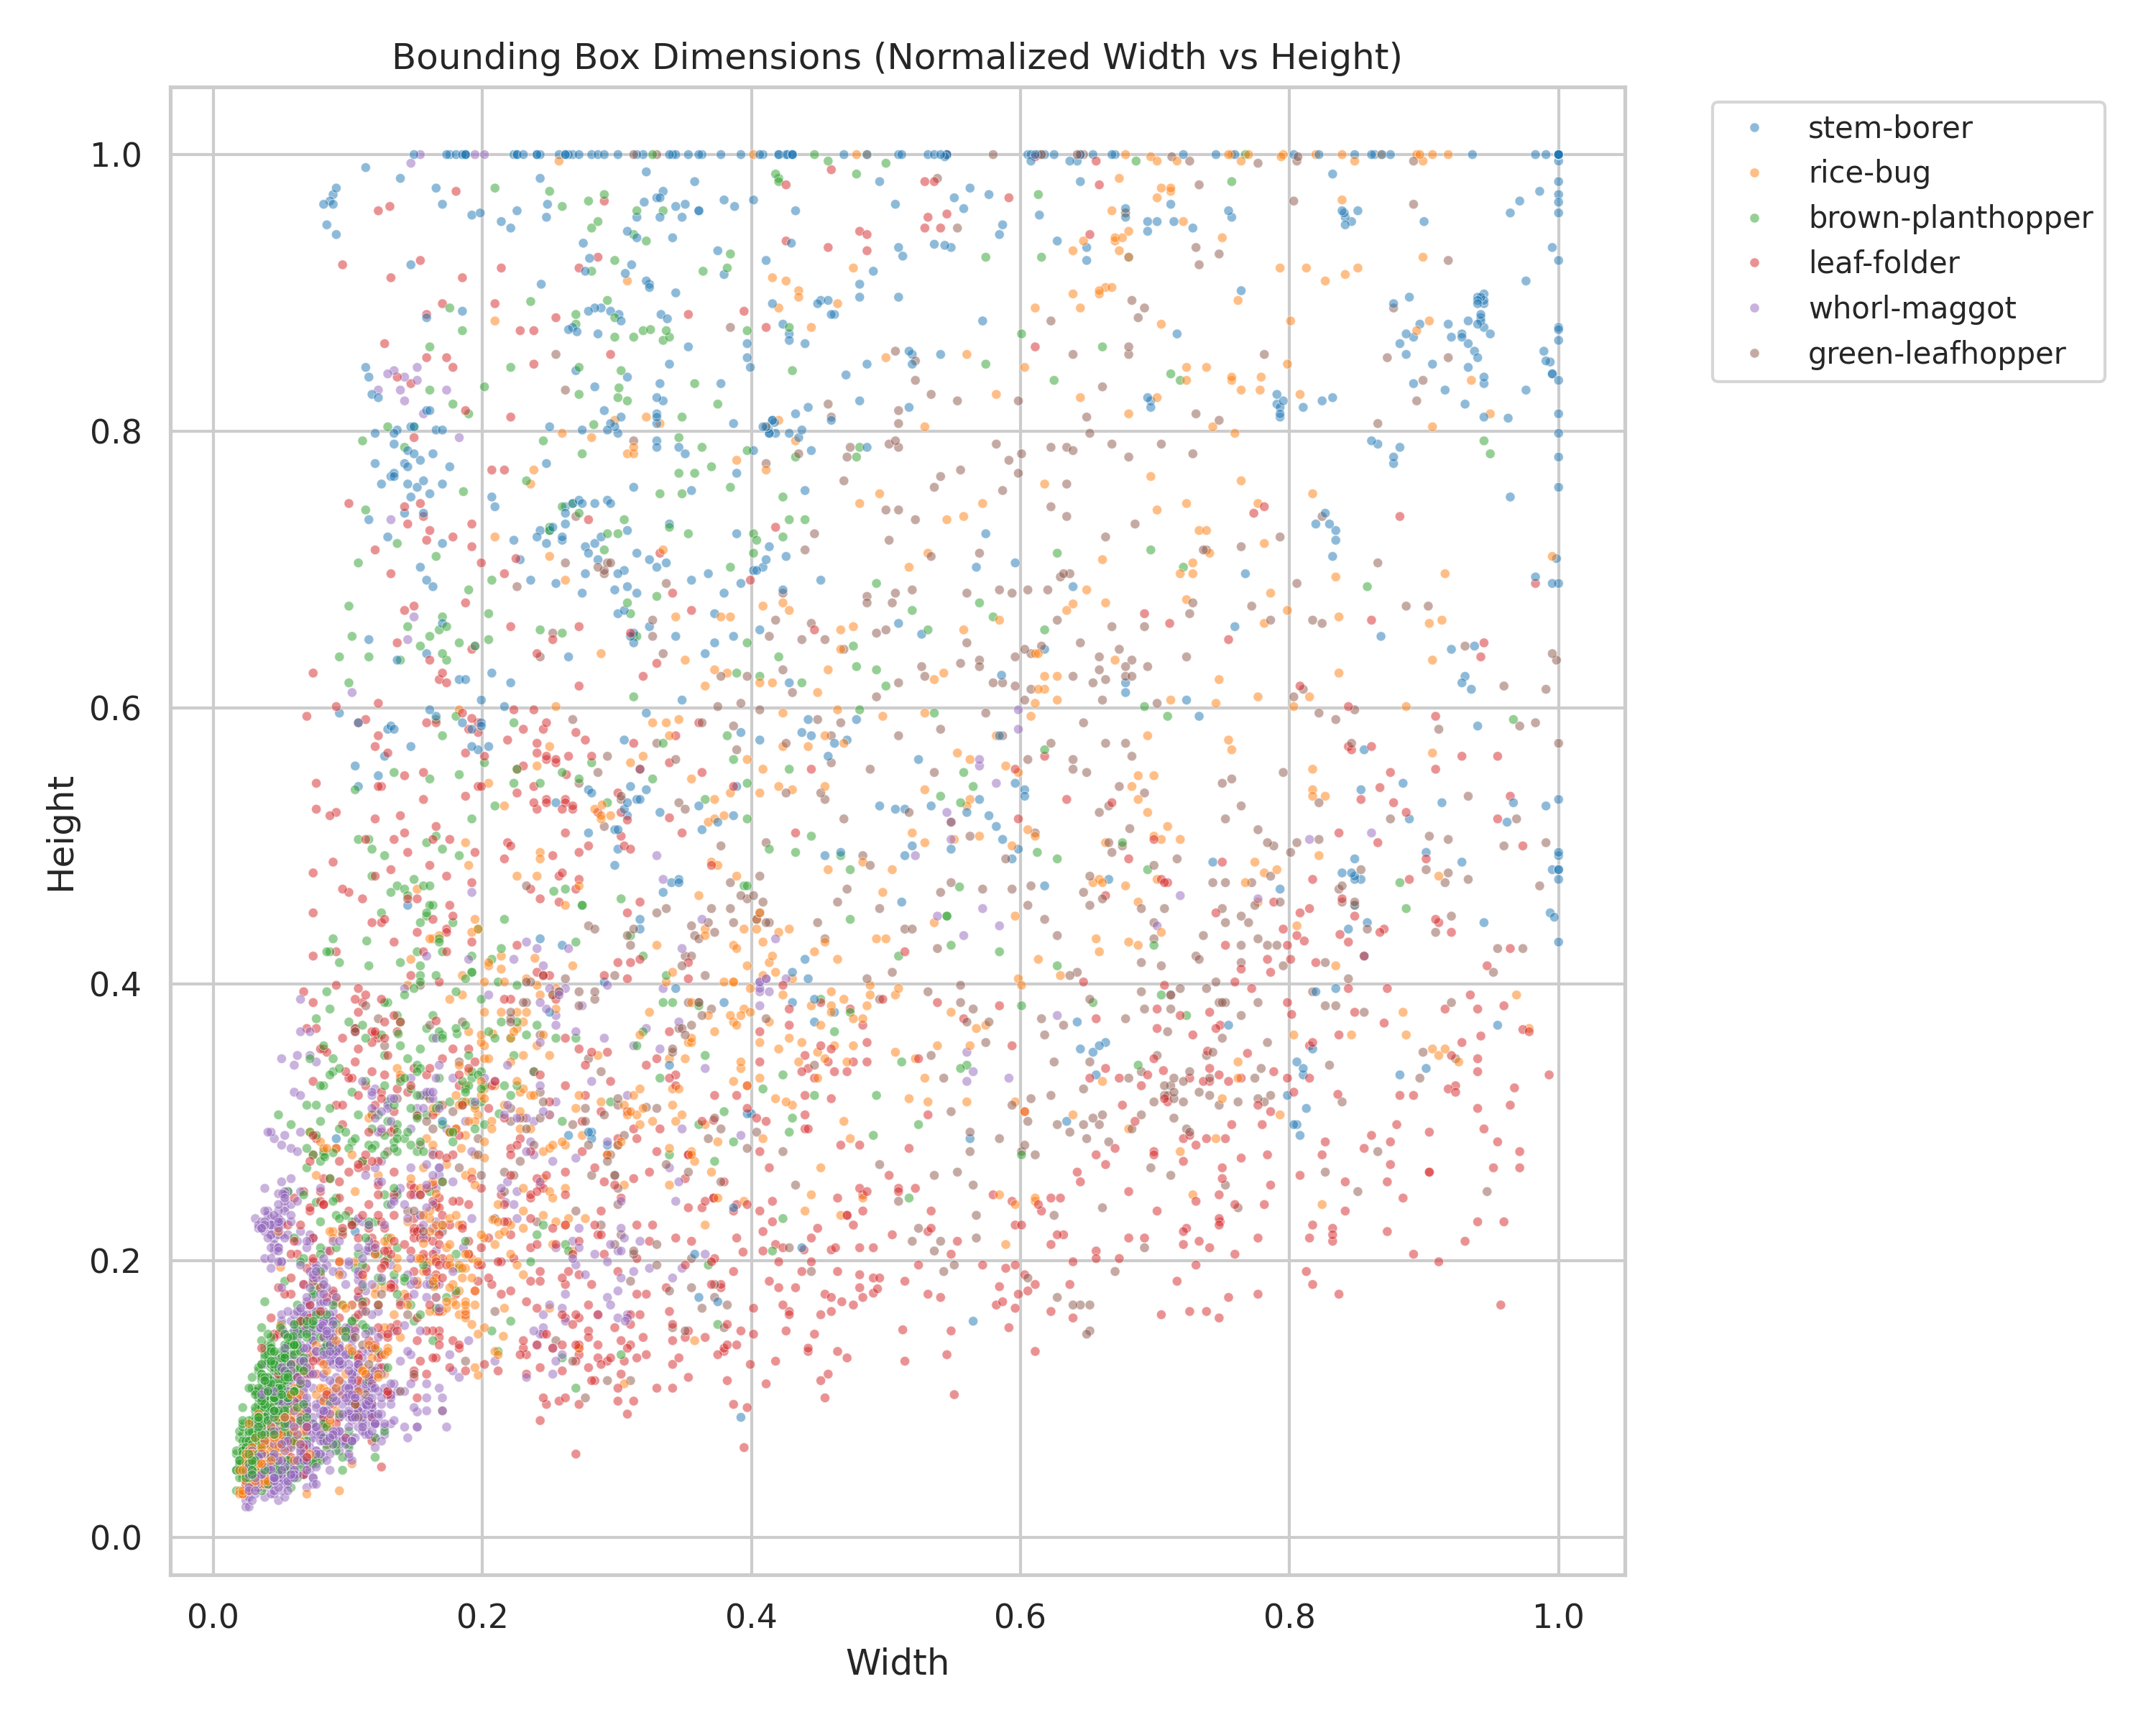 Bounding Box Dimensions (Normalized Width vs Height)
stem-borer
rice-bug
brown-planthopper
leaf-folder
whorl-maggot
green-leafhopper
1.0
0.8
0.6
0.4
0.2
0.0
Height
0.0 0.2 0.4 0.6 0.8 1.0
Width